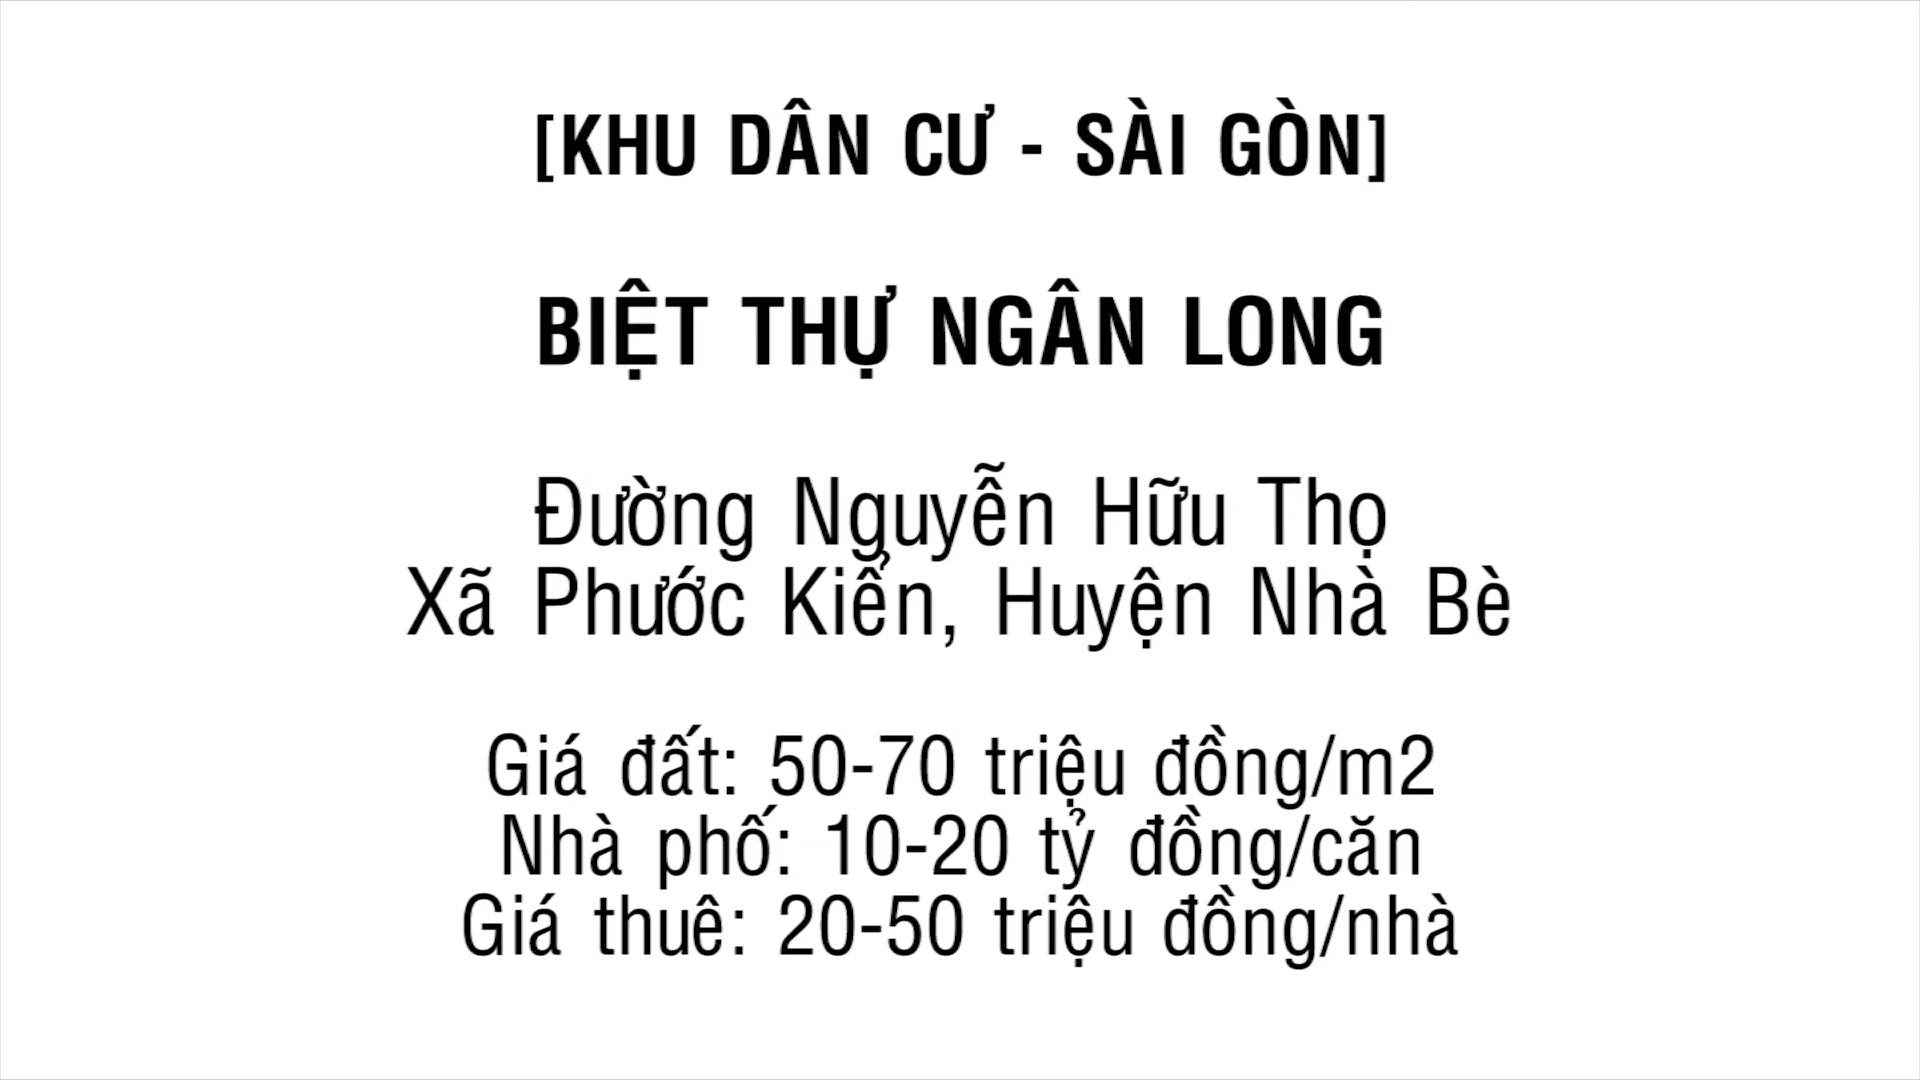 [KHU DÂN CƯ - SÀI GÒN]
BIỆT THỰ NGÂN LONG
Đường Nguyễn Hữu Thọ
Xã Phước Kiển, Huyện Nhà Bè
Giá đất: 50-70 triệu đồng/m2
Nhà phố: 10-20 tỷ đồng/căn
Giá thuê: 20-50 triệu đồng/nhà